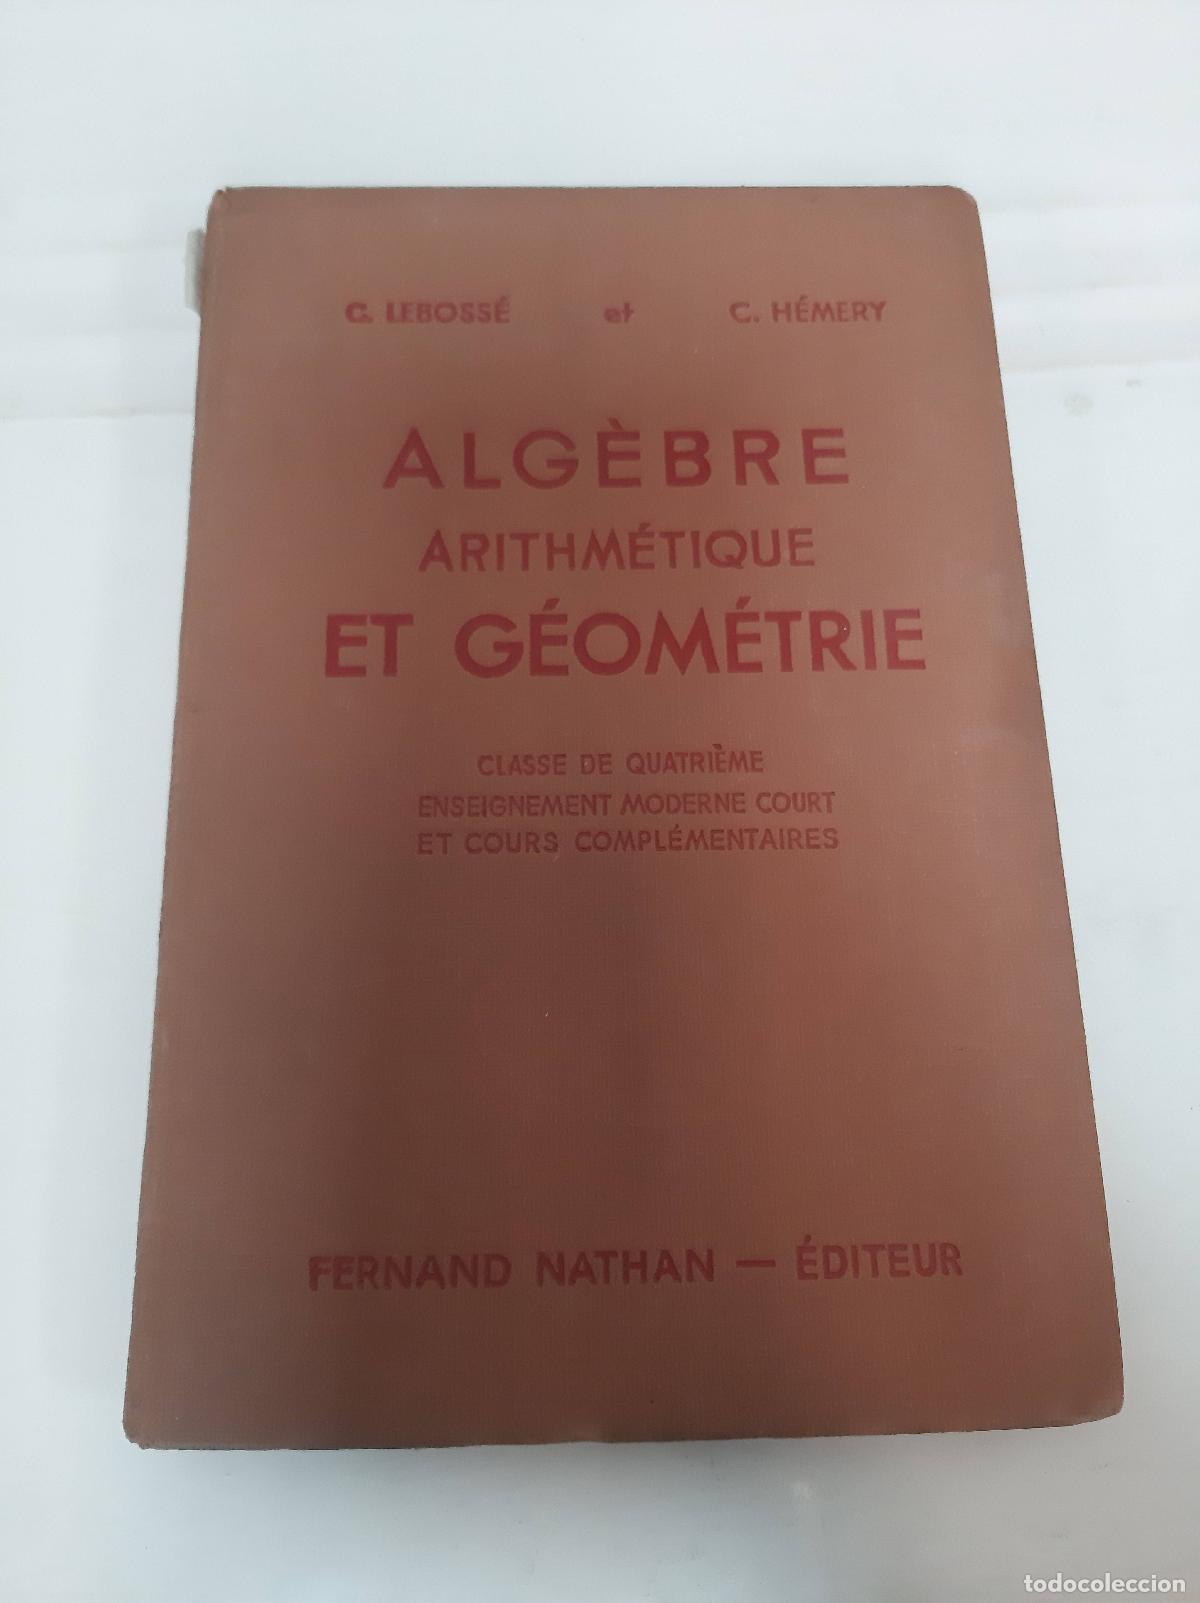 C. LEBOSSÉ et C. HÉMERY
ALGÈBRE
ARITHMÉTIQUE
ET GÉOMÉTRIE
CLASSE DE QUATRIÈME
ENSEIGNEMENT MODERNE COURT
ET COURS COMPLÉMENTAIRES
FERNAND NATHAN — ÉDITEUR
todocoleccion